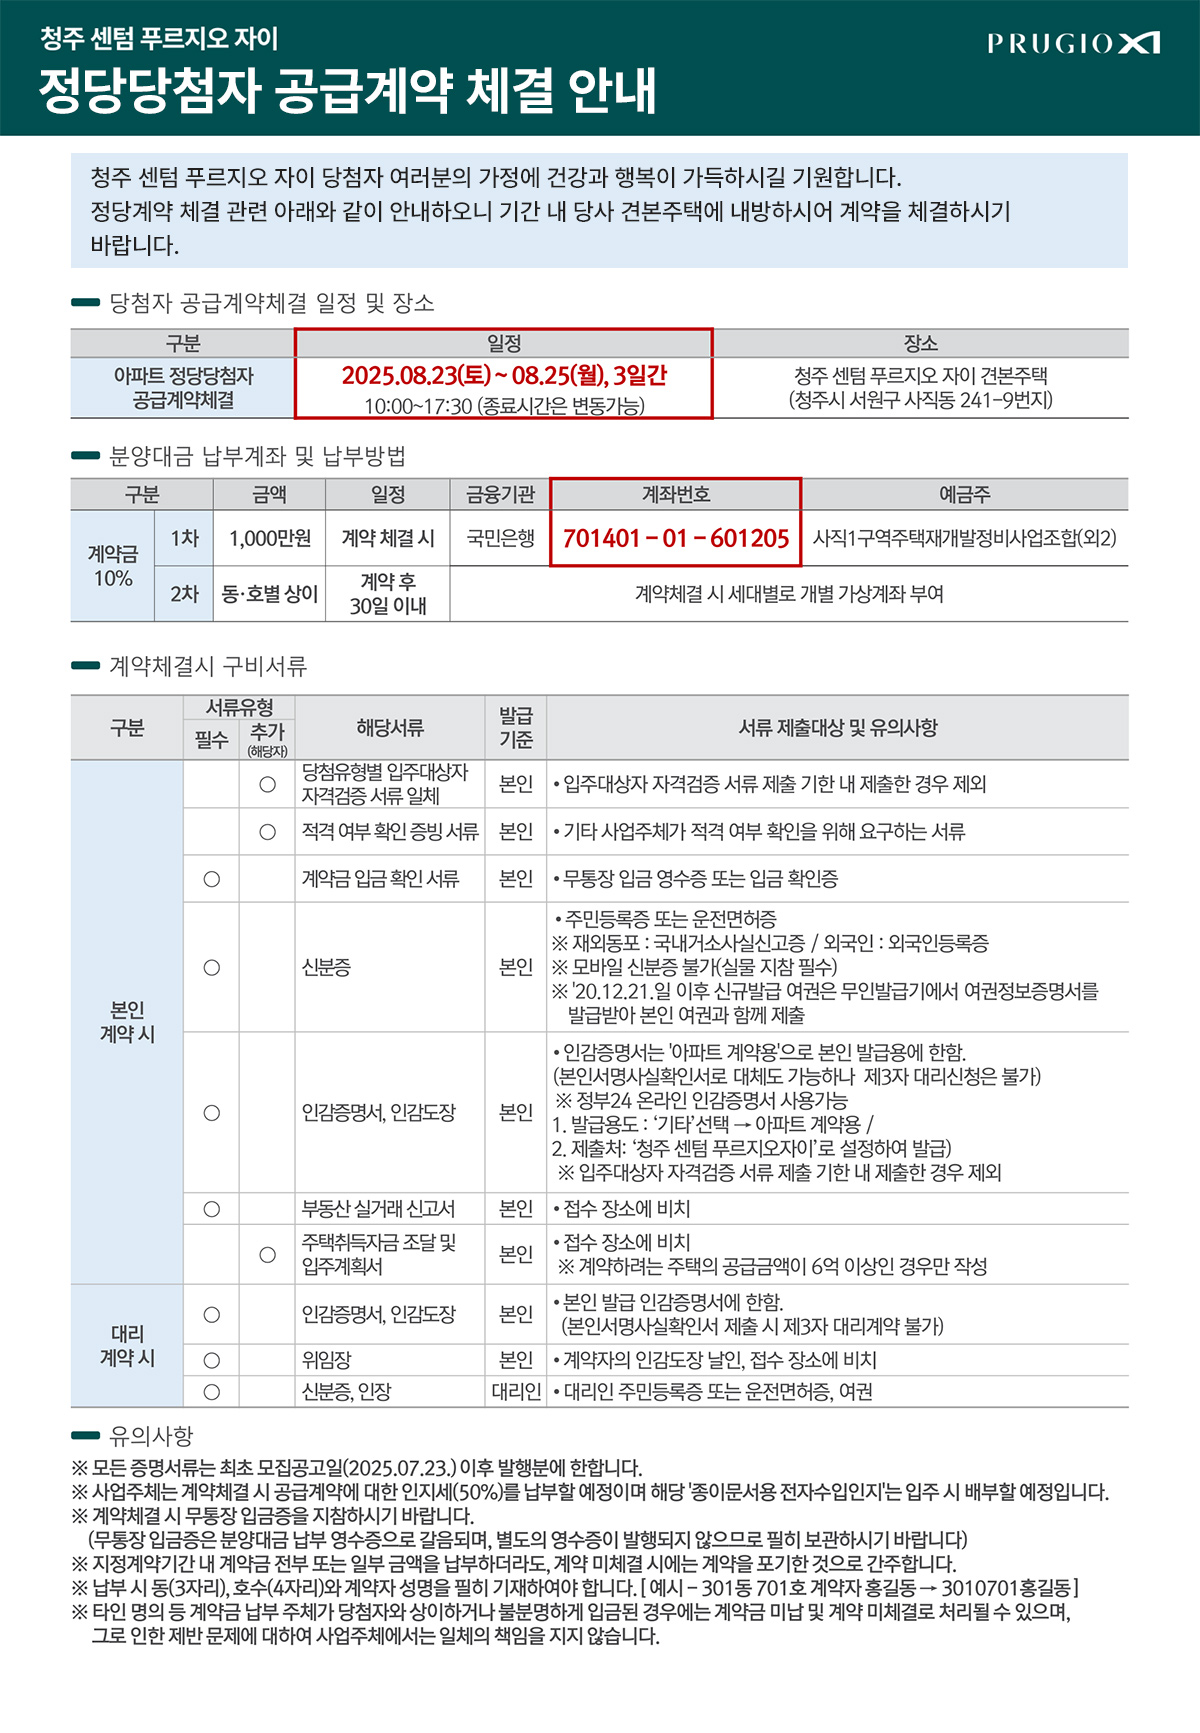 청주 센텀 푸르지오 자이
PRUGIO XI
정당당첨자 공급계약 체결 안내
청주 센텀 푸르지오 자이 당첨자 여러분의 가정에 건강과 행복이 가득하시길 기원합니다.
정당계약 체결 관련 아래와 같이 안내하오니 기간 내 당사 견본주택에 내방하시어 계약을 체결하시기
바랍니다.
당첨자 공급계약체결 일정 및 장소
구분 일정 장소
아파트 정당당첨자
공급계약체결
2025.08.23(토) ~ 08.25(월), 3일간
10:00~17:30 (종료시간은 변동가능)
청주 센텀 푸르지오 자이 견본주택
(청주시 서원구 사직동 241-9번지)
분양대금 납부계좌 및 납부방법
구분 금액 일정 금융기관 계좌번호 예금주
계약금
10%
1차 1,000만원 계약 체결 시 국민은행 701401 - 01 - 601205 사직1구역주택재개발정비사업조합(외2)
2차 동·호별 상이
계약 후
30일 이내
계약체결 시 세대별로 개별 가상계좌 부여
계약체결시 구비서류
구분 서류유형 해당서류
발급
기준
서류 제출대상 및 유의사항
필수 추가
(해당자)
본인
계약 시
○
당첨유형별 입주대상자
자격검증 서류 일체
본인 • 입주대상자 자격검증 서류 제출 기한 내 제출한 경우 제외
○ 적격 여부 확인 증빙 서류 본인 • 기타 사업주체가 적격 여부 확인을 위해 요구하는 서류
○ 계약금 입금 확인 서류 본인 • 무통장 입금 영수증 또는 입금 확인증
○ 신분증 본인
• 주민등록증 또는 운전면허증
※ 재외동포 : 국내거소사실신고증 / 외국인 : 외국인등록증
※ 모바일 신분증 불가(실물 지참 필수)
※ '20.12.21.일 이후 신규발급 여권은 무인발급기에서 여권정보증명서를
발급받아 본인 여권과 함께 제출
○ 인감증명서, 인감도장 본인
• 인감증명서는 '아파트 계약용'으로 본인 발급용에 한함.
(본인서명사실확인서로 대체도 가능하나 제3자 대리신청은 불가)
※ 정부24 온라인 인감증명서 사용가능
1. 발급용도 : ‘기타’선택 → 아파트 계약용 /
2. 제출처: ‘청주 센텀 푸르지오자이’로 설정하여 발급)
※ 입주대상자 자격검증 서류 제출 기한 내 제출한 경우 제외
○ 부동산 실거래 신고서 본인 • 접수 장소에 비치
○
주택취득자금 조달 및
입주계획서
본인
• 접수 장소에 비치
※ 계약하려는 주택의 공급금액이 6억 이상인 경우만 작성
대리
계약 시
○ 인감증명서, 인감도장 본인
• 본인 발급 인감증명서에 한함.
(본인서명사실확인서 제출 시 제3자 대리계약 불가)
○ 위임장 본인 • 계약자의 인감도장 날인, 접수 장소에 비치
○ 신분증, 인장 대리인 • 대리인 주민등록증 또는 운전면허증, 여권
유의사항
※ 모든 증명서류는 최초 모집공고일(2025.07.23.) 이후 발행분에 한합니다.
※ 사업주체는 계약체결 시 공급계약에 대한 인지세(50%)를 납부할 예정이며 해당 '종이문서용 전자수입인지'는 입주 시 배부할 예정입니다.
※ 계약체결 시 무통장 입금증을 지참하시기 바랍니다.
(무통장 입금증은 분양대금 납부 영수증으로 갈음되며, 별도의 영수증이 발행되지 않으므로 필히 보관하시기 바랍니다)
※ 지정계약기간 내 계약금 전부 또는 일부 금액을 납부하더라도, 계약 미체결 시에는 계약을 포기한 것으로 간주합니다.
※ 납부 시 동(3자리), 호수(4자리)와 계약자 성명을 필히 기재하여야 합니다. [ 예시 - 301동 701호 계약자 홍길동 → 3010701홍길동 ]
※ 타인 명의 등 계약금 납부 주체가 당첨자와 상이하거나 불분명하게 입금된 경우에는 계약금 미납 및 계약 미체결로 처리될 수 있으며,
그로 인한 제반 문제에 대하여 사업주체에서는 일체의 책임을 지지 않습니다.